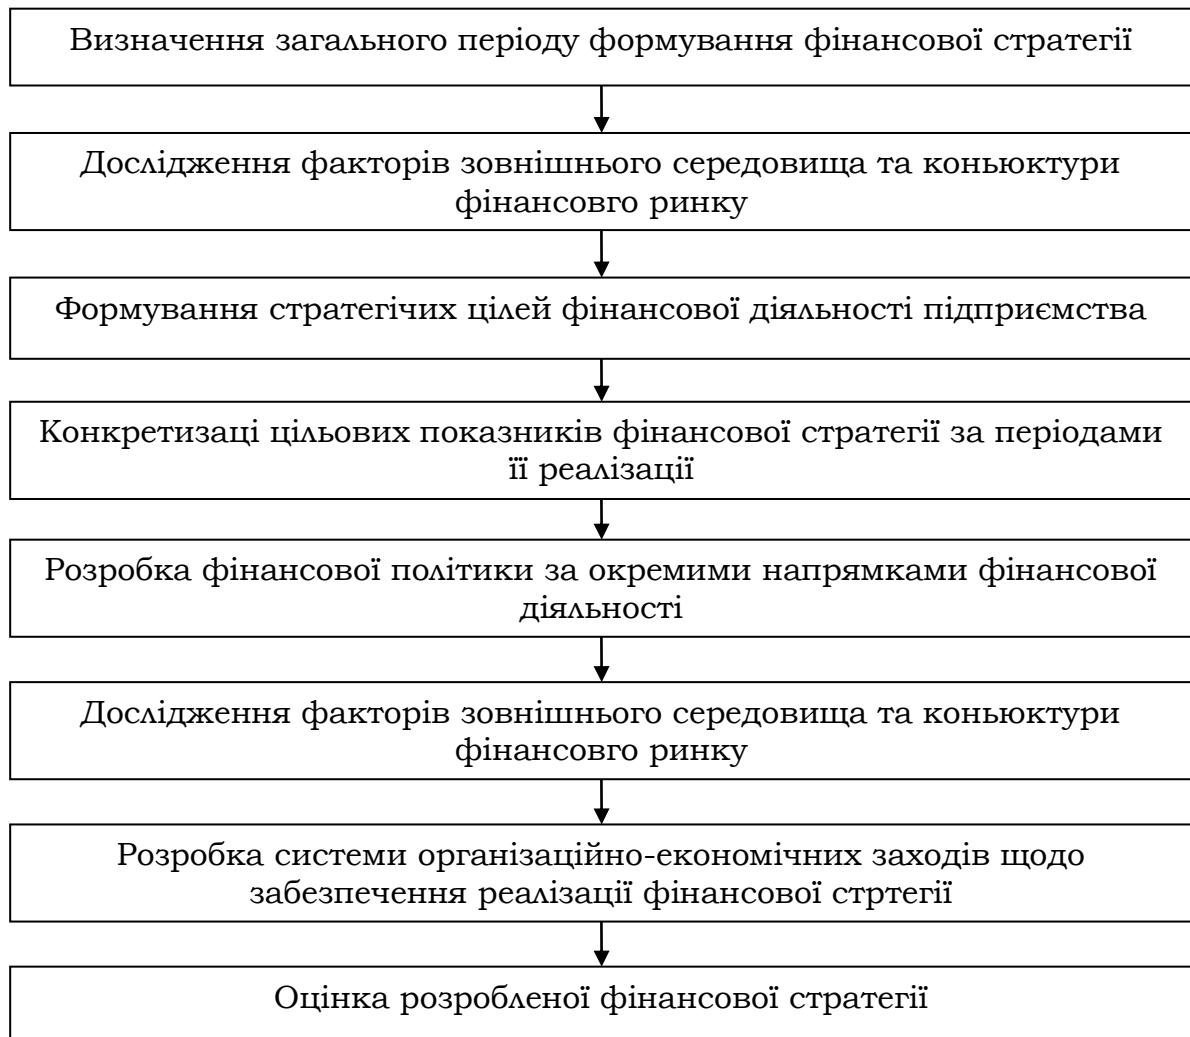 Визначення загального періоду формування фінансової стратегії
Дослідження факторів зовнішнього середовища та коньюктури
фінансовго ринку
Формування стратегічих цілей фінансової діяльності підприємства
Конкретизаці цільових показників фінансової стратегії за періодами
її реалізації
Розробка фінансової політики за окремими напрямками фінансової
діяльності
Дослідження факторів зовнішнього середовища та коньюктури
фінансовго ринку
Розробка системи організаційно-економічних заходів щодо
забезпечення реалізації фінансової стртегії
Оцінка розробленої фінансової стратегії